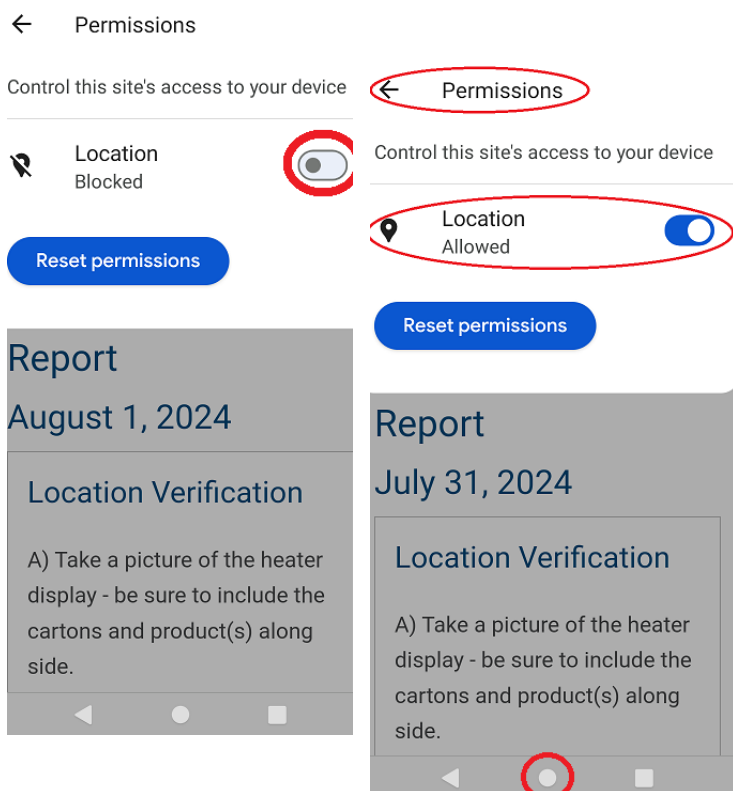 Permissions
Control this site's access to your device
Location
Blocked
Reset permissions
Report
August 1, 2024
Location Verification
A) Take a picture of the heater
display - be sure to include the
cartons and product(s) along
side.
Permissions
Control this site's access to your device
Location
Allowed
Reset permissions
Report
July 31, 2024
Location Verification
A) Take a picture of the heater
display - be sure to include the
cartons and product(s) along
side.